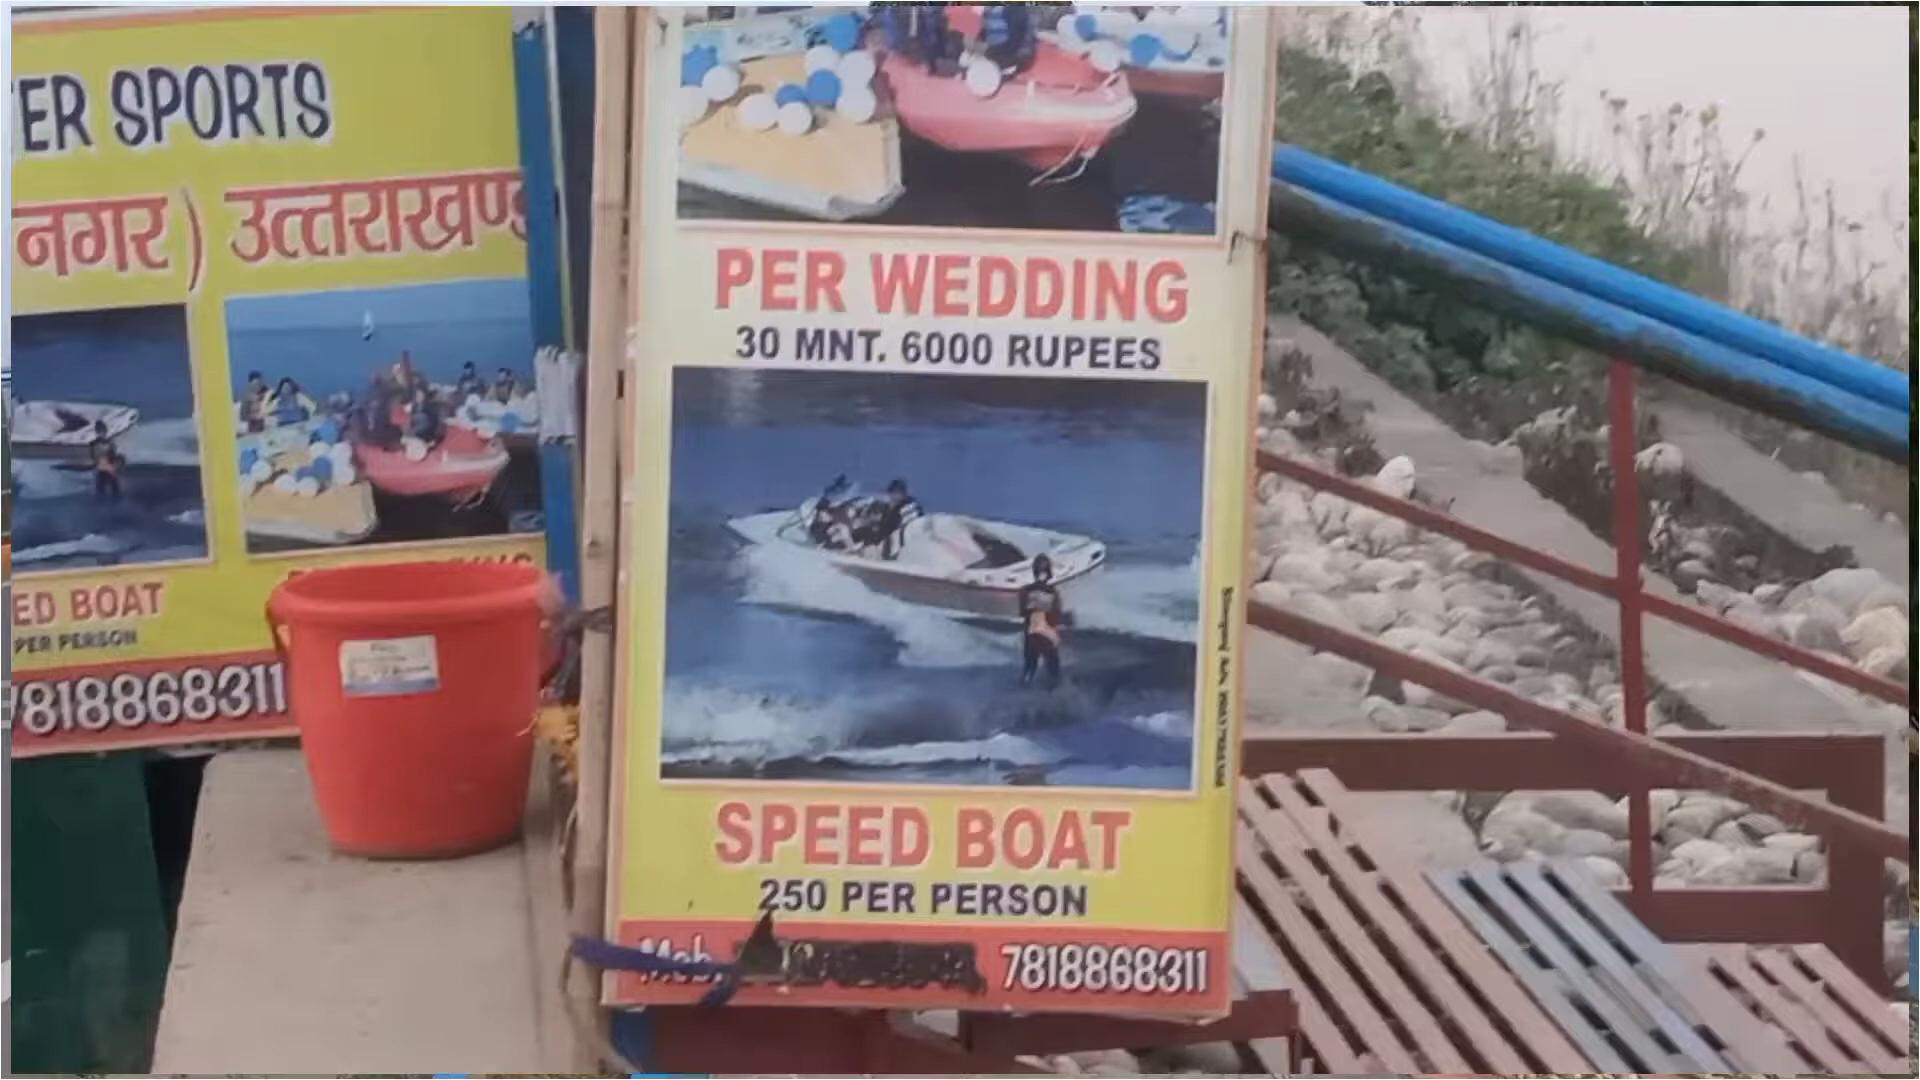 ER SPORTS
नगर) उत्तराखण्ड
ED BOAT
PER PERSON
7818868311
PER WEDDING
30 MNT. 6000 RUPEES
SPEED BOAT
250 PER PERSON
Mob. 7818868311